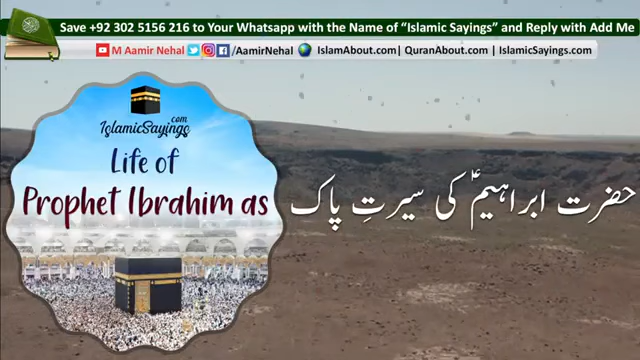 Save +92 302 5156 216 to Your Whatsapp with the Name of “Islamic Sayings” and Reply with Add Me
M Aamir Nehal /AamirNehal IslamAbout.com| QuranAbout.com | IslamicSayings.com
IslamicSayings.com
Life of
Prophet Ibrahim as
حضرت ابراہیمؑ کی سیرتِ پاک